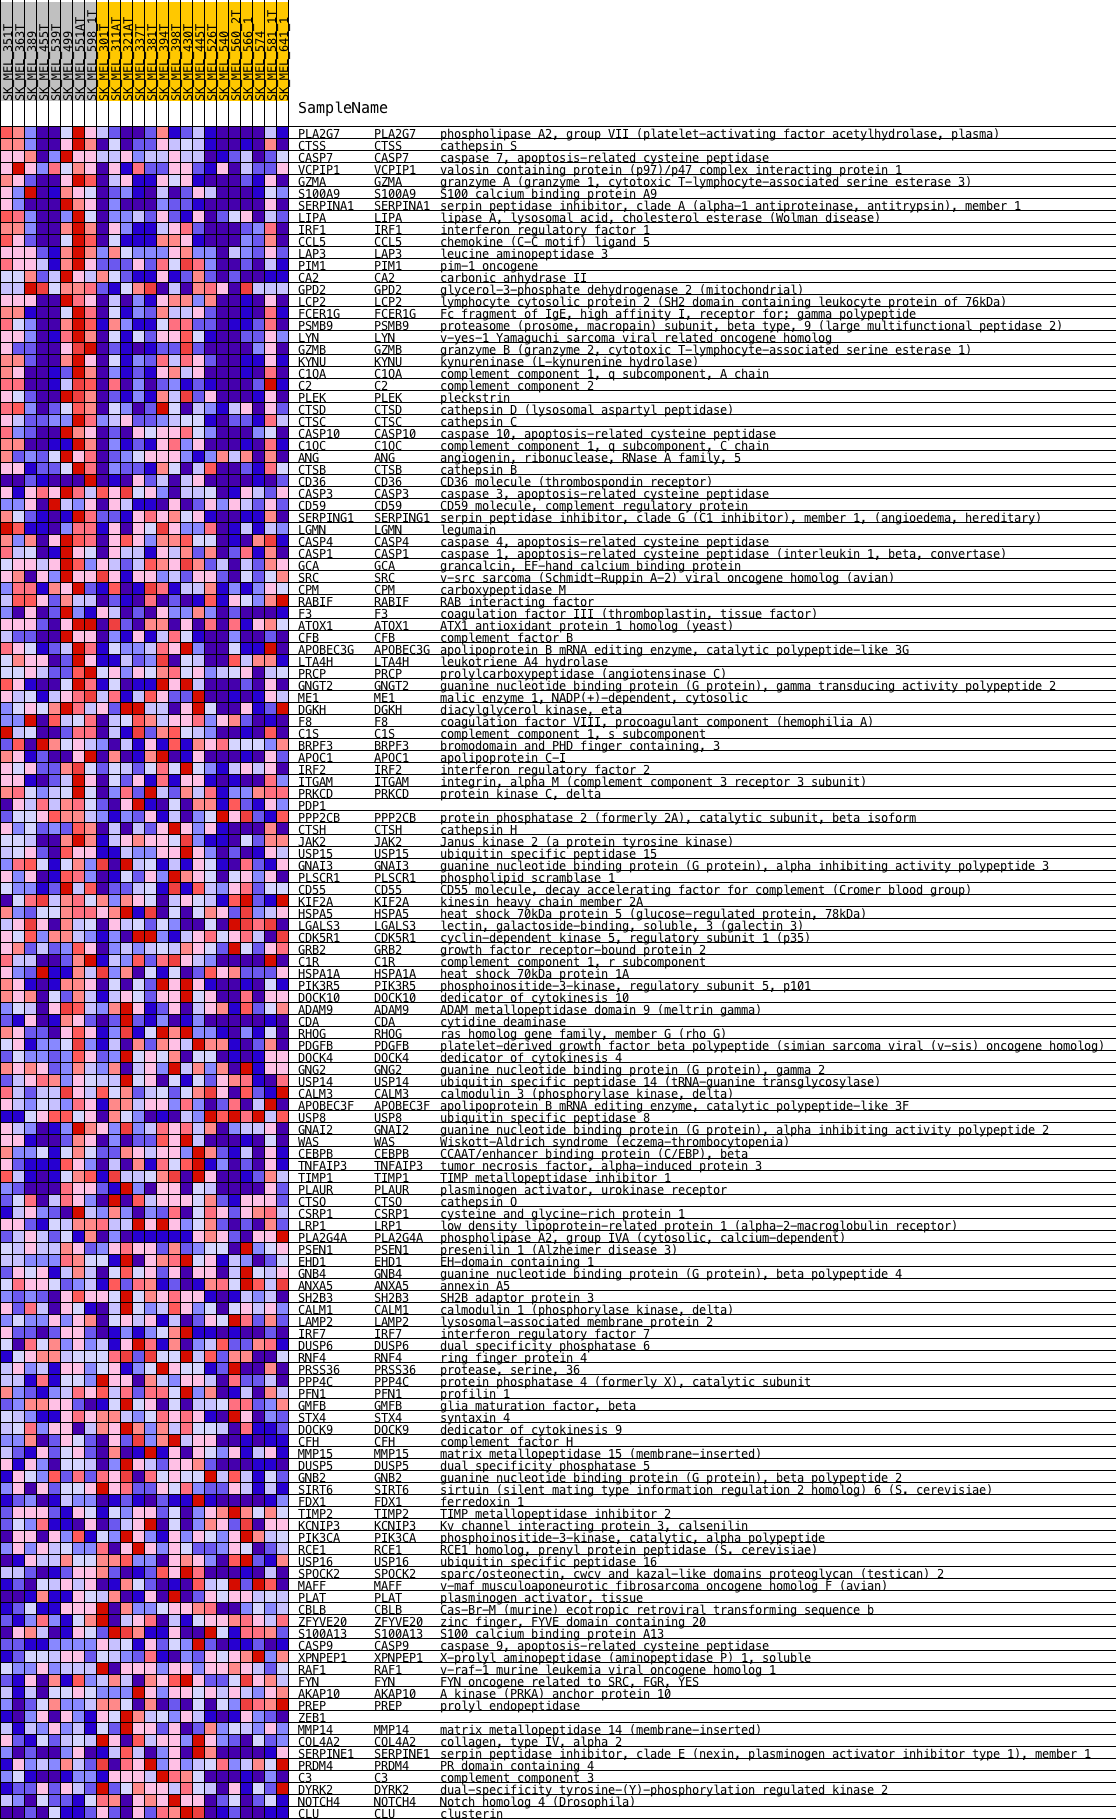 SK_MEL_351T
SK_MEL_363T
SK_MEL_389
SK_MEL_455T
SK_MEL_539T
SK_MEL_499
SK_MEL_551AT
SK_MEL_598_1T
SK_MEL_301T
SK_MEL_311AT
SK_MEL_321AT
SK_MEL_337T
SK_MEL_381T
SK_MEL_394T
SK_MEL_398T
SK_MEL_430T
SK_MEL_445T
SK_MEL_526T
SK_MEL_540
SK_MEL_560_2T
SK_MEL_566_1
SK_MEL_574
SK_MEL_581_1T
SK_MEL_641_1
SampleName
PLA2G7 PLA2G7 phospholipase A2, group VII (platelet-activating factor acetylhydrolase, plasma)
CTSS CTSS cathepsin S
CASP7 CASP7 caspase 7, apoptosis-related cysteine peptidase
VCPIP1 VCPIP1 valosin containing protein (p97)/p47 complex interacting protein 1
GZMA GZMA granzyme A (granzyme 1, cytotoxic T-lymphocyte-associated serine esterase 3)
S100A9 S100A9 S100 calcium binding protein A9
SERPINA1 SERPINA1 serpin peptidase inhibitor, clade A (alpha-1 antiproteinase, antitrypsin), member 1
LIPA LIPA lipase A, lysosomal acid, cholesterol esterase (Wolman disease)
IRF1 IRF1 interferon regulatory factor 1
CCL5 CCL5 chemokine (C-C motif) ligand 5
LAP3 LAP3 leucine aminopeptidase 3
PIM1 PIM1 pim-1 oncogene
CA2 CA2 carbonic anhydrase II
GPD2 GPD2 glycerol-3-phosphate dehydrogenase 2 (mitochondrial)
LCP2 LCP2 lymphocyte cytosolic protein 2 (SH2 domain containing leukocyte protein of 76kDa)
FCER1G FCER1G Fc fragment of IgE, high affinity I, receptor for; gamma polypeptide
PSMB9 PSMB9 proteasome (prosome, macropain) subunit, beta type, 9 (large multifunctional peptidase 2)
LYN LYN v-yes-1 Yamaguchi sarcoma viral related oncogene homolog
GZMB GZMB granzyme B (granzyme 2, cytotoxic T-lymphocyte-associated serine esterase 1)
KYNU KYNU kynureninase (L-kynurenine hydrolase)
C1QA C1QA complement component 1, q subcomponent, A chain
C2 C2 complement component 2
PLEK PLEK pleckstrin
CTSD CTSD cathepsin D (lysosomal aspartyl peptidase)
CTSC CTSC cathepsin C
CASP10 CASP10 caspase 10, apoptosis-related cysteine peptidase
C1QC C1QC complement component 1, q subcomponent, C chain
ANG ANG angiogenin, ribonuclease, RNase A family, 5
CTSB CTSB cathepsin B
CD36 CD36 CD36 molecule (thrombospondin receptor)
CASP3 CASP3 caspase 3, apoptosis-related cysteine peptidase
CD59 CD59 CD59 molecule, complement regulatory protein
SERPING1 SERPING1 serpin peptidase inhibitor, clade G (C1 inhibitor), member 1, (angioedema, hereditary)
LGMN LGMN legumain
CASP4 CASP4 caspase 4, apoptosis-related cysteine peptidase
CASP1 CASP1 caspase 1, apoptosis-related cysteine peptidase (interleukin 1, beta, convertase)
GCA GCA grancalcin, EF-hand calcium binding protein
SRC SRC v-src sarcoma (Schmidt-Ruppin A-2) viral oncogene homolog (avian)
CPM CPM carboxypeptidase M
RABIF RABIF RAB interacting factor
F3 F3 coagulation factor III (thromboplastin, tissue factor)
ATOX1 ATOX1 ATX1 antioxidant protein 1 homolog (yeast)
CFB CFB complement factor B
APOBEC3G APOBEC3G apolipoprotein B mRNA editing enzyme, catalytic polypeptide-like 3G
LTA4H LTA4H leukotriene A4 hydrolase
PRCP PRCP prolylcarboxypeptidase (angiotensinase C)
GNGT2 GNGT2 guanine nucleotide binding protein (G protein), gamma transducing activity polypeptide 2
ME1 ME1 malic enzyme 1, NADP(+)-dependent, cytosolic
DGKH DGKH diacylglycerol kinase, eta
F8 F8 coagulation factor VIII, procoagulant component (hemophilia A)
C1S C1S complement component 1, s subcomponent
BRPF3 BRPF3 bromodomain and PHD finger containing, 3
APOC1 APOC1 apolipoprotein C-I
IRF2 IRF2 interferon regulatory factor 2
ITGAM ITGAM integrin, alpha M (complement component 3 receptor 3 subunit)
PRKCD PRKCD protein kinase C, delta
PDP1
PPP2CB PPP2CB protein phosphatase 2 (formerly 2A), catalytic subunit, beta isoform
CTSH CTSH cathepsin H
JAK2 JAK2 Janus kinase 2 (a protein tyrosine kinase)
USP15 USP15 ubiquitin specific peptidase 15
GNAI3 GNAI3 guanine nucleotide binding protein (G protein), alpha inhibiting activity polypeptide 3
PLSCR1 PLSCR1 phospholipid scramblase 1
CD55 CD55 CD55 molecule, decay accelerating factor for complement (Cromer blood group)
KIF2A KIF2A kinesin heavy chain member 2A
HSPA5 HSPA5 heat shock 70kDa protein 5 (glucose-regulated protein, 78kDa)
LGALS3 LGALS3 lectin, galactoside-binding, soluble, 3 (galectin 3)
CDK5R1 CDK5R1 cyclin-dependent kinase 5, regulatory subunit 1 (p35)
GRB2 GRB2 growth factor receptor-bound protein 2
C1R C1R complement component 1, r subcomponent
HSPA1A HSPA1A heat shock 70kDa protein 1A
PIK3R5 PIK3R5 phosphoinositide-3-kinase, regulatory subunit 5, p101
DOCK10 DOCK10 dedicator of cytokinesis 10
ADAM9 ADAM9 ADAM metallopeptidase domain 9 (meltrin gamma)
CDA CDA cytidine deaminase
RHOG RHOG ras homolog gene family, member G (rho G)
PDGFB PDGFB platelet-derived growth factor beta polypeptide (simian sarcoma viral (v-sis) oncogene homolog)
DOCK4 DOCK4 dedicator of cytokinesis 4
GNG2 GNG2 guanine nucleotide binding protein (G protein), gamma 2
USP14 USP14 ubiquitin specific peptidase 14 (tRNA-guanine transglycosylase)
CALM3 CALM3 calmodulin 3 (phosphorylase kinase, delta)
APOBEC3F APOBEC3F apolipoprotein B mRNA editing enzyme, catalytic polypeptide-like 3F
USP8 USP8 ubiquitin specific peptidase 8
GNAI2 GNAI2 guanine nucleotide binding protein (G protein), alpha inhibiting activity polypeptide 2
WAS WAS Wiskott-Aldrich syndrome (eczema-thrombocytopenia)
CEBPB CEBPB CCAAT/enhancer binding protein (C/EBP), beta
TNFAIP3 TNFAIP3 tumor necrosis factor, alpha-induced protein 3
TIMP1 TIMP1 TIMP metallopeptidase inhibitor 1
PLAUR PLAUR plasminogen activator, urokinase receptor
CTSO CTSO cathepsin O
CSRP1 CSRP1 cysteine and glycine-rich protein 1
LRP1 LRP1 low density lipoprotein-related protein 1 (alpha-2-macroglobulin receptor)
PLA2G4A PLA2G4A phospholipase A2, group IVA (cytosolic, calcium-dependent)
PSEN1 PSEN1 presenilin 1 (Alzheimer disease 3)
EHD1 EHD1 EH-domain containing 1
GNB4 GNB4 guanine nucleotide binding protein (G protein), beta polypeptide 4
ANXA5 ANXA5 annexin A5
SH2B3 SH2B3 SH2B adaptor protein 3
CALM1 CALM1 calmodulin 1 (phosphorylase kinase, delta)
LAMP2 LAMP2 lysosomal-associated membrane protein 2
IRF7 IRF7 interferon regulatory factor 7
DUSP6 DUSP6 dual specificity phosphatase 6
RNF4 RNF4 ring finger protein 4
PRSS36 PRSS36 protease, serine, 36
PPP4C PPP4C protein phosphatase 4 (formerly X), catalytic subunit
PFN1 PFN1 profilin 1
GMFB GMFB glia maturation factor, beta
STX4 STX4 syntaxin 4
DOCK9 DOCK9 dedicator of cytokinesis 9
CFH CFH complement factor H
MMP15 MMP15 matrix metallopeptidase 15 (membrane-inserted)
DUSP5 DUSP5 dual specificity phosphatase 5
GNB2 GNB2 guanine nucleotide binding protein (G protein), beta polypeptide 2
SIRT6 SIRT6 sirtuin (silent mating type information regulation 2 homolog) 6 (S. cerevisiae)
FDX1 FDX1 ferredoxin 1
TIMP2 TIMP2 TIMP metallopeptidase inhibitor 2
KCNIP3 KCNIP3 Kv channel interacting protein 3, calsenilin
PIK3CA PIK3CA phosphoinositide-3-kinase, catalytic, alpha polypeptide
RCE1 RCE1 RCE1 homolog, prenyl protein peptidase (S. cerevisiae)
USP16 USP16 ubiquitin specific peptidase 16
SPOCK2 SPOCK2 sparc/osteonectin, cwcv and kazal-like domains proteoglycan (testican) 2
MAFF MAFF v-maf musculoaponeurotic fibrosarcoma oncogene homolog F (avian)
PLAT PLAT plasminogen activator, tissue
CBLB CBLB Cas-Br-M (murine) ecotropic retroviral transforming sequence b
ZFYVE20 ZFYVE20 zinc finger, FYVE domain containing 20
S100A13 S100A13 S100 calcium binding protein A13
CASP9 CASP9 caspase 9, apoptosis-related cysteine peptidase
XPNPEP1 XPNPEP1 X-prolyl aminopeptidase (aminopeptidase P) 1, soluble
RAF1 RAF1 v-raf-1 murine leukemia viral oncogene homolog 1
FYN FYN FYN oncogene related to SRC, FGR, YES
AKAP10 AKAP10 A kinase (PRKA) anchor protein 10
PREP PREP prolyl endopeptidase
ZEB1
MMP14 MMP14 matrix metallopeptidase 14 (membrane-inserted)
COL4A2 COL4A2 collagen, type IV, alpha 2
SERPINE1 SERPINE1 serpin peptidase inhibitor, clade E (nexin, plasminogen activator inhibitor type 1), member 1
PRDM4 PRDM4 PR domain containing 4
C3 C3 complement component 3
DYRK2 DYRK2 dual-specificity tyrosine-(Y)-phosphorylation regulated kinase 2
NOTCH4 NOTCH4 Notch homolog 4 (Drosophila)
CLU CLU clusterin